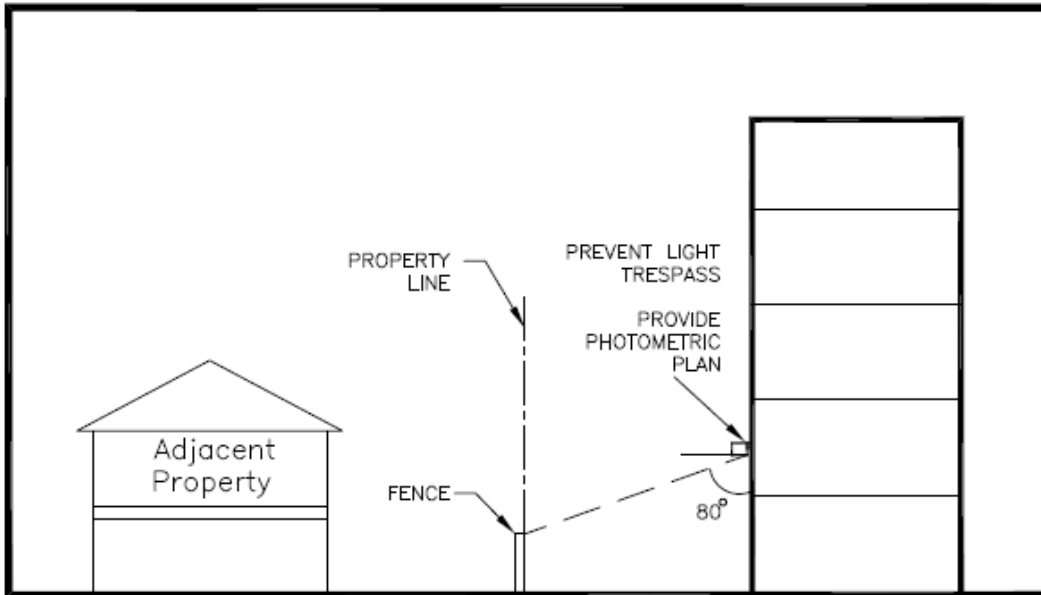 PREVENT LIGHT
TRESPASS
PROPERTY
LINE
PROVIDE
PHOTOMETRIC
PLAN
Adjacent
Property
FENCE
80°